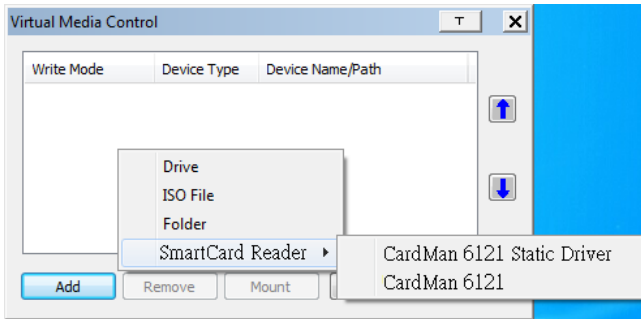 Virtual Media Control
Write Mode Device Type Device Name/Path
Drive
ISO File
Folder
SmartCard Reader
CardMan 6121 Static Driver
CardMan 6121
Add Remove Mount